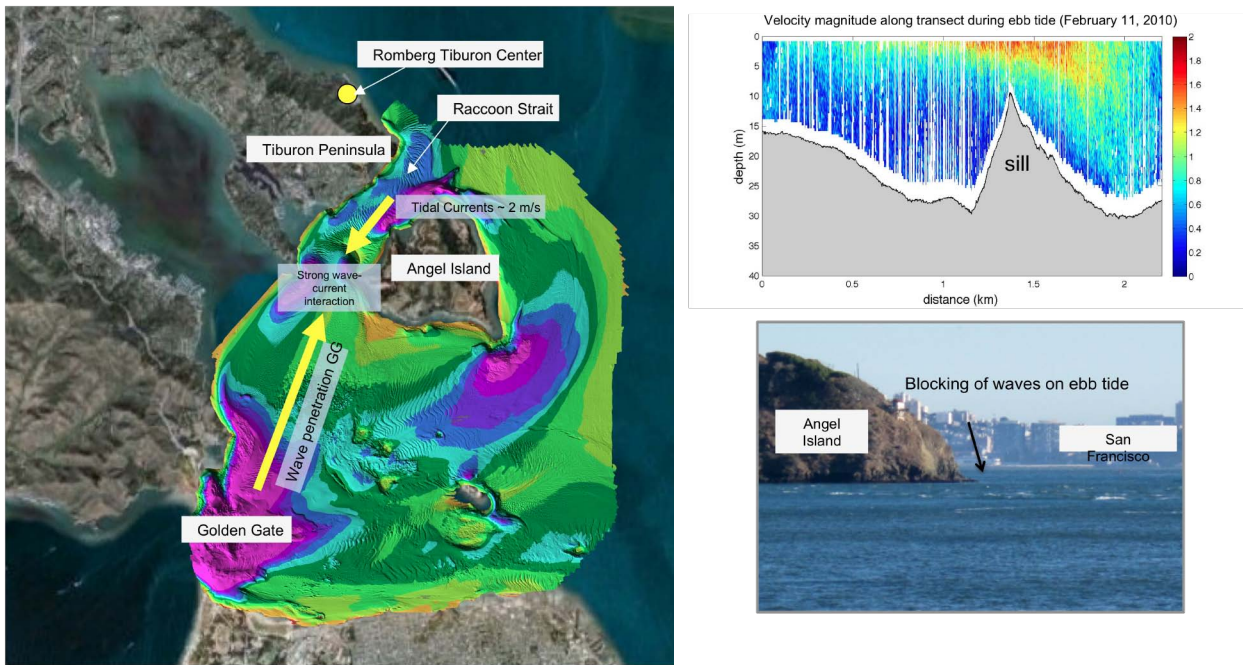 Romberg Tiburon Center
Raccoon Strait
Tiburon Peninsula
Tidal Currents ~ 2 m/s
Angel Island
Strong wave-
current
interaction
Wave penetration GG
Golden Gate
Velocity magnitude along transect during ebb tide (February 11, 2010)
0
5
10
15
20
25
30
35
40
depth (m)
sill
0
0.5
1
1.5
2
distance (km)
2
1.8
1.6
1.4
1.2
1
0.8
0.6
0.4
0.2
0
Blocking of waves on ebb tide
Angel
Island
San
Francisco